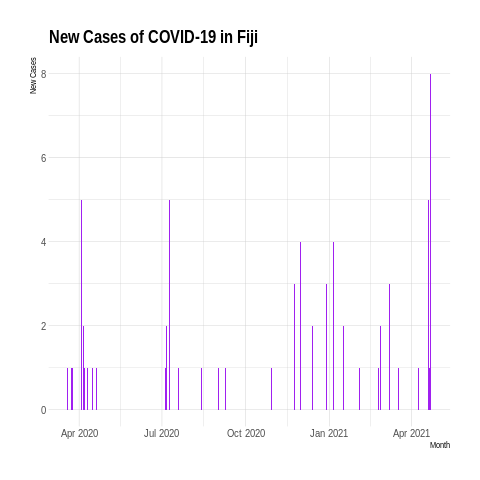 New Cases of COVID-19 in Fiji
New Cases
8
6
4
2
0
Apr 2020
Jul 2020
Oct 2020
Jan 2021
Apr 2021
Month